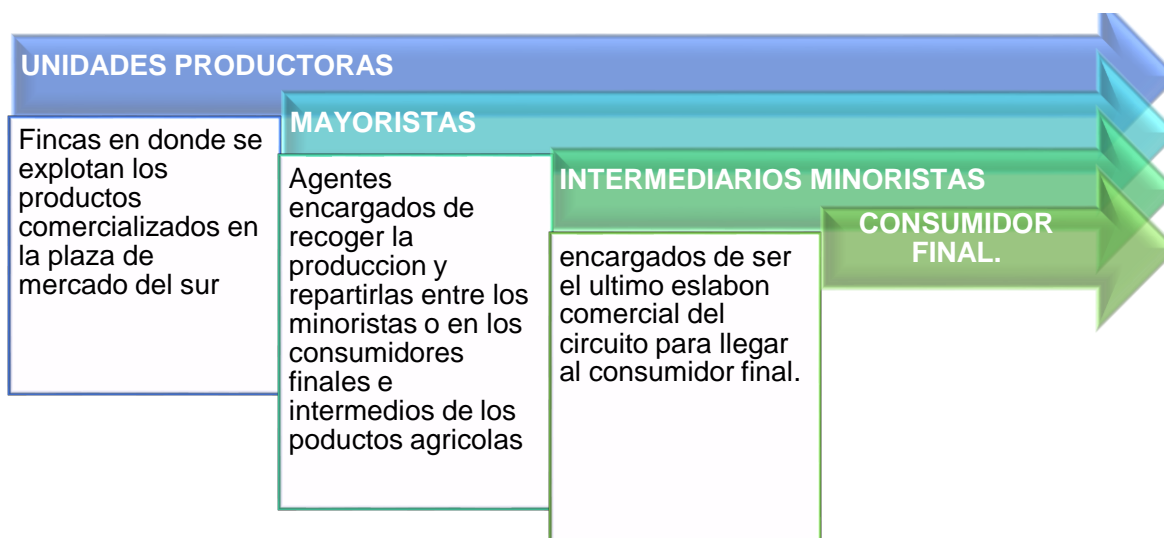 UNIDADES PRODUCTORAS
Fincas en donde se
explotan los
productos
comercializados en
la plaza de
mercado del sur
MAYORISTAS
Agentes
encargados de
recoger la
produccion y
repartirlas entre los
minoristas o en los
consumidores
finales e
intermedios de los
poductos agricolas
INTERMEDIARIOS MINORISTAS
encargados de ser
el ultimo eslabon
comercial del
circuito para llegar
al consumidor final.
CONSUMIDOR
FINAL.